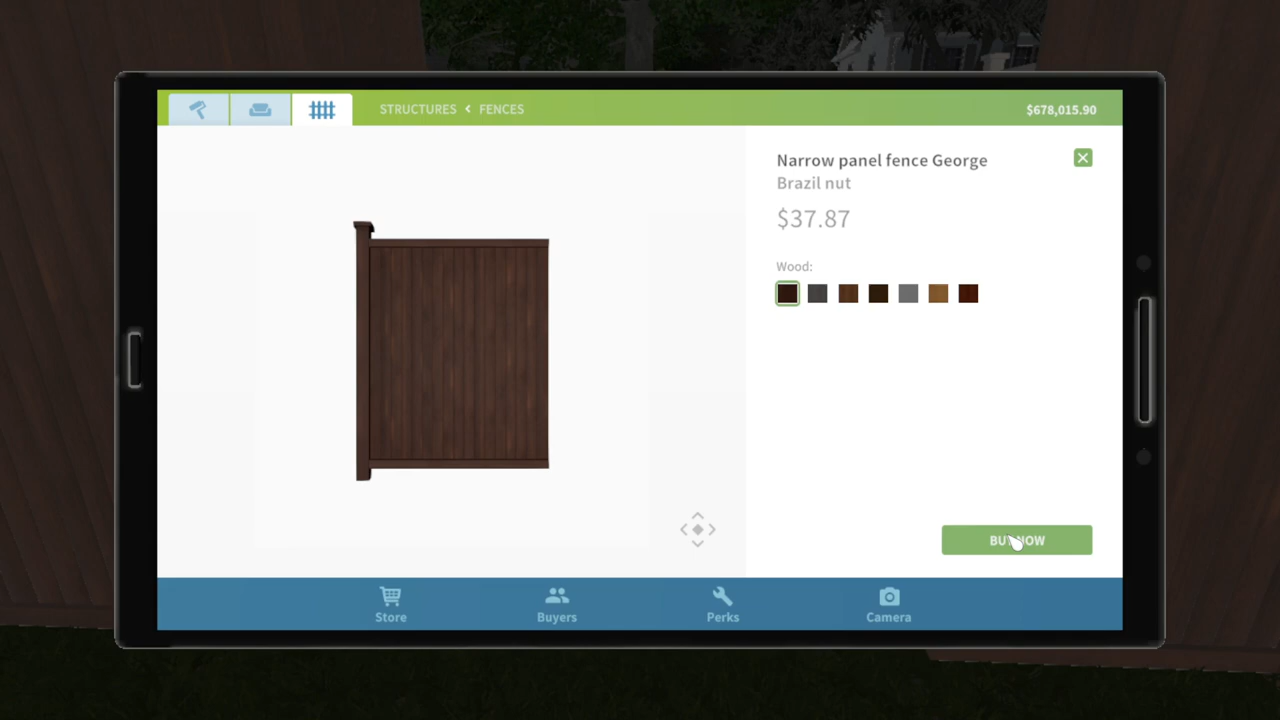 STRUCTURES < FENCES
$678,015.90
Narrow panel fence George
Brazil nut
$37.87
Wood:
BUY NOW
Store
Buyers
Perks
Camera